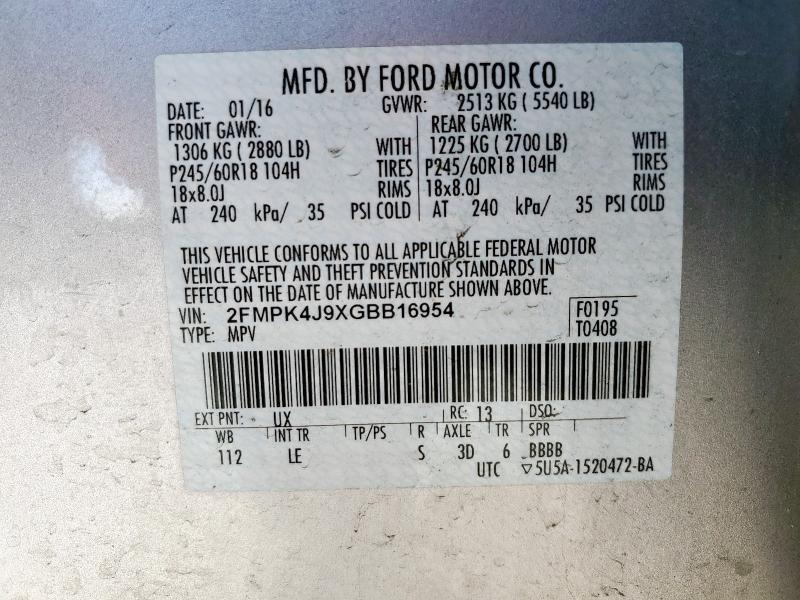 MFD. BY FORD MOTOR CO.
DATE: 01/16 GVWR: 2513 KG ( 5540 LB)
FRONT GAWR: REAR GAWR:
1306 KG ( 2880 LB) WITH 1225 KG ( 2700 LB) WITH
P245/60R18 104H TIRES P245/60R18 104H TIRES
18x8.0J RIMS 18x8.0J RIMS
AT 240 kPa/ 35 PSI COLD AT 240 kPa/ 35 PSI COLD
THIS VEHICLE CONFORMS TO ALL APPLICABLE FEDERAL MOTOR
VEHICLE SAFETY AND THEFT PREVENTION STANDARDS IN
EFFECT ON THE DATE OF MANUFACTURE SHOWN ABOVE.
VIN: 2FMPK4J9XGBB16954 F0195
TYPE: MPV T0408
EXT PNT: UX RC: 13 DSO:
WB INT TR TP/PS R AXLE TR SPR
112 LE S 3D 6 BBBB
UTC ▽5U5A-1520472-BA